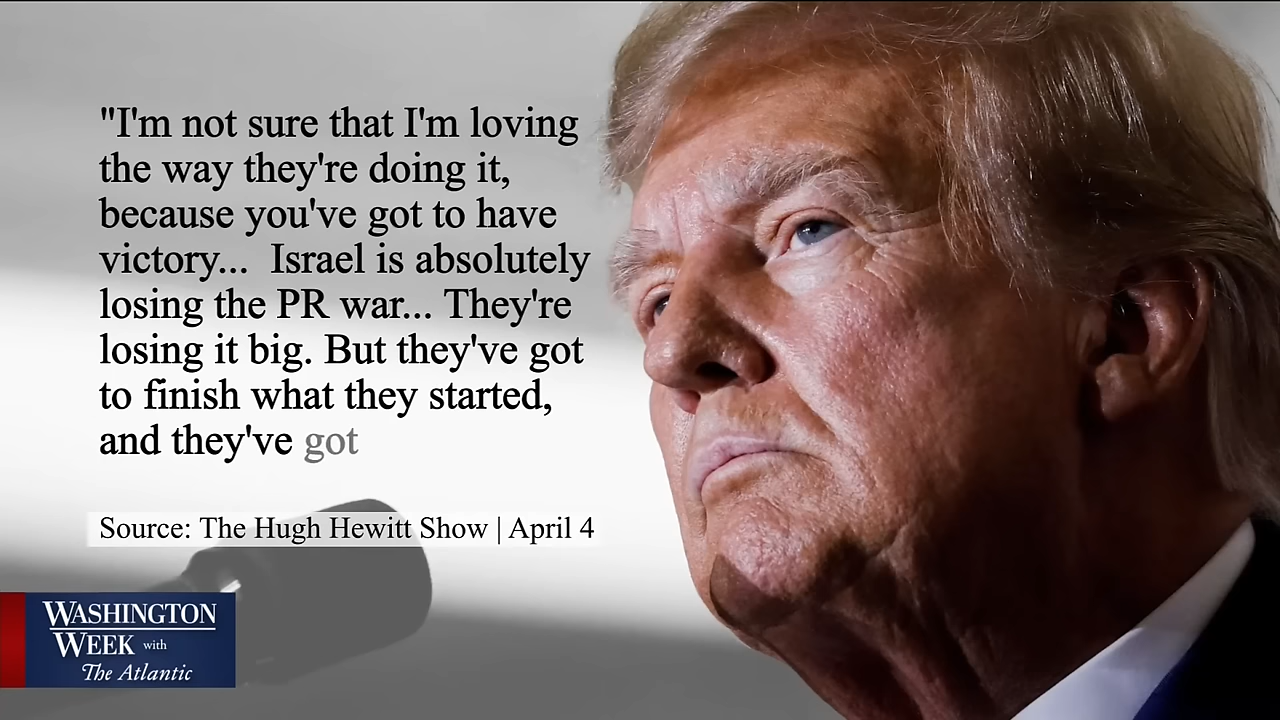 "I'm not sure that I'm loving
the way they're doing it,
because you've got to have
victory...  Israel is absolutely
losing the PR war... They're
losing it big. But they've got
to finish what they started,
and they've got
Source: The Hugh Hewitt Show | April 4
WASHINGTON
WEEK with
The Atlantic